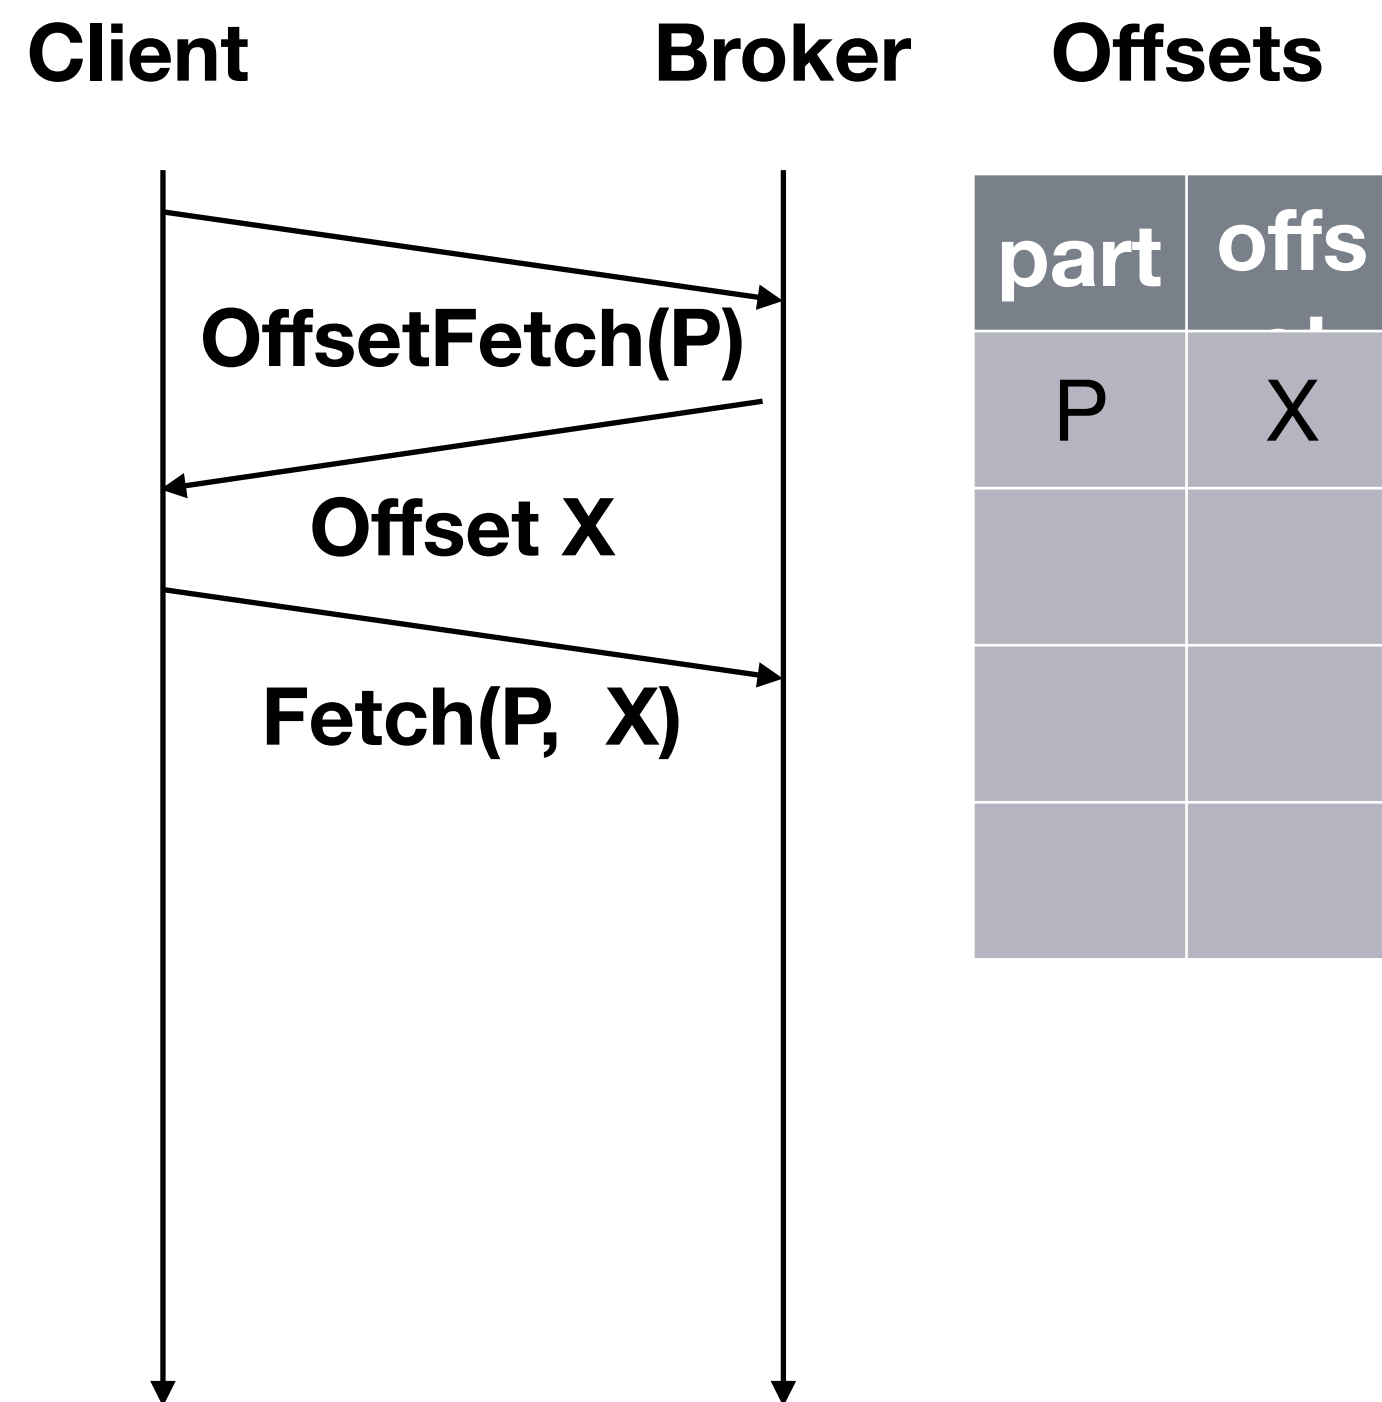 Client Broker Offsets
part offs
OffsetFetch(P)
P X
Offset X
Fetch(P, X)